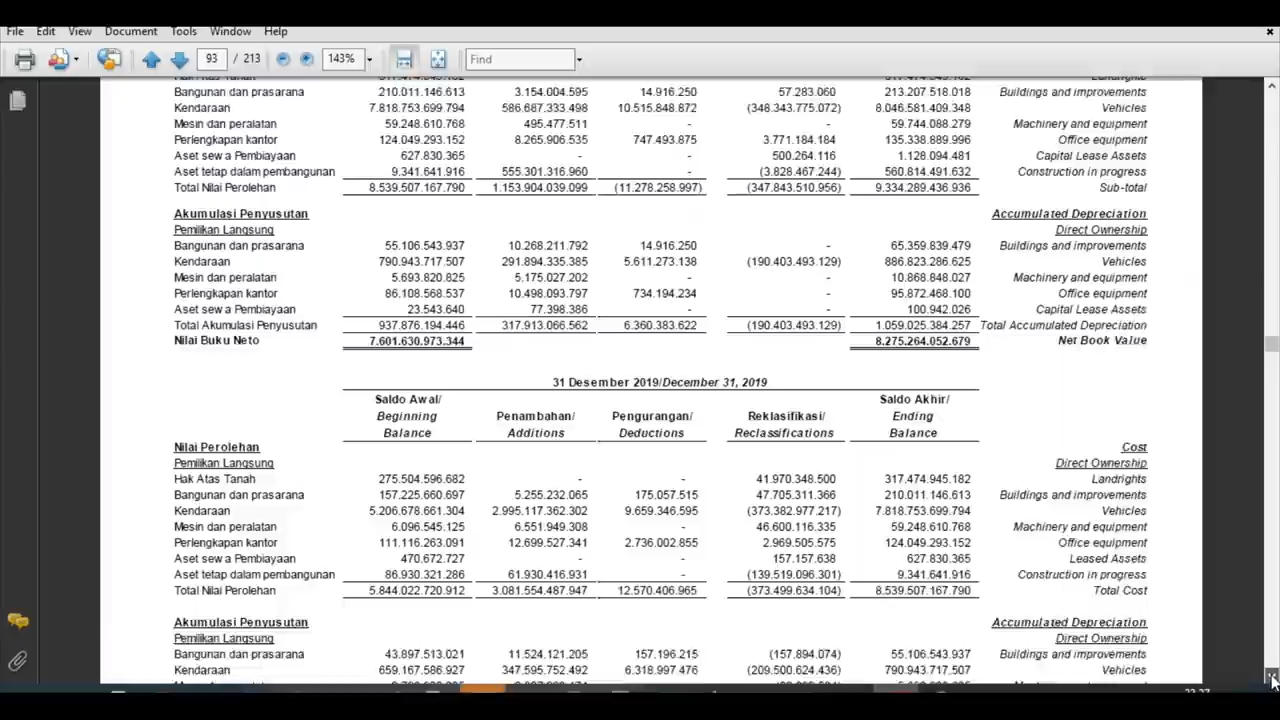 File Edit View Document Tools Window Help
93 / 213 143% Find
Bangunan dan prasarana 210.011.146.613 3.154.004.595 14.916.250 57.283.060 213.207.518.018 Buildings and improvements
Kendaraan 7.818.753.699.794 586.687.333.498 10.515.848.872 (348.343.775.072) 8.046.581.409.348 Vehicles
Mesin dan peralatan 59.248.610.768 495.477.511 - - 59.744.088.279 Machinery and equipment
Perlengkapan kantor 124.049.293.152 8.265.906.535 747.493.875 3.771.184.184 135.338.889.996 Office equipment
Aset sewa Pembiayaan 627.830.365 - - 500.264.116 1.128.094.481 Capital Lease Assets
Aset tetap dalam pembangunan 9.341.641.916 555.301.316.960 - (3.828.467.244) 560.814.491.632 Construction in progress
Total Nilai Perolehan 8.539.507.167.790 1.153.904.039.099 (11.278.258.997) (347.843.510.956) 9.334.289.436.936 Sub-total
Akumulasi Penyusutan Accumulated Depreciation
Pemilikan Langsung Direct Ownership
Bangunan dan prasarana 55.106.543.937 10.268.211.792 14.916.250 - 65.359.839.479 Buildings and improvements
Kendaraan 790.943.717.507 291.894.335.385 5.611.273.138 (190.403.493.129) 886.823.286.625 Vehicles
Mesin dan peralatan 5.693.820.825 5.175.027.202 - - 10.868.848.027 Machinery and equipment
Perlengkapan kantor 86.108.568.537 10.498.093.797 734.194.234 - 95.872.468.100 Office equipment
Aset sewa Pembiayaan 23.543.640 77.398.386 - - 100.942.026 Capital Lease Assets
Total Akumulasi Penyusutan 937.876.194.446 317.913.066.562 6.360.383.622 (190.403.493.129) 1.059.025.384.257 Total Accumulated Depreciation
Nilai Buku Neto 7.601.630.973.344 8.275.264.052.679 Net Book Value
31 Desember 2019/December 31, 2019
Saldo Awal/ Saldo Akhir/
Beginning Penambahan/ Pengurangan/ Reklasifikasi/ Ending
Balance Additions Deductions Reclassifications Balance
Nilai Perolehan Cost
Pemilikan Langsung Direct Ownership
Hak Atas Tanah 275.504.596.682 - - 41.970.348.500 317.474.945.182 Landrights
Bangunan dan prasarana 157.225.660.697 5.255.232.065 175.057.515 47.705.311.366 210.011.146.613 Buildings and improvements
Kendaraan 5.206.678.661.304 2.995.117.362.302 9.659.346.595 (373.382.977.217) 7.818.753.699.794 Vehicles
Mesin dan peralatan 6.096.545.125 6.551.949.308 - 46.600.116.335 59.248.610.768 Machinery and equipment
Perlengkapan kantor 111.116.263.091 12.699.527.341 2.736.002.855 2.969.505.575 124.049.293.152 Office equipment
Aset sewa Pembiayaan 470.672.727 - - 157.157.638 627.830.365 Leased Assets
Aset tetap dalam pembangunan 86.930.321.286 61.930.416.931 - (139.519.096.301) 9.341.641.916 Construction in progress
Total Nilai Perolehan 5.844.022.720.912 3.081.554.487.947 12.570.406.965 (373.499.634.104) 8.539.507.167.790 Total Cost
Akumulasi Penyusutan Accumulated Depreciation
Pemilikan Langsung Direct Ownership
Bangunan dan prasarana 43.897.513.021 11.524.121.205 157.196.215 (157.894.074) 55.106.543.937 Buildings and improvements
Kendaraan 659.167.586.927 347.595.752.492 6.318.997.476 (209.500.624.436) 790.943.717.507 Vehicles